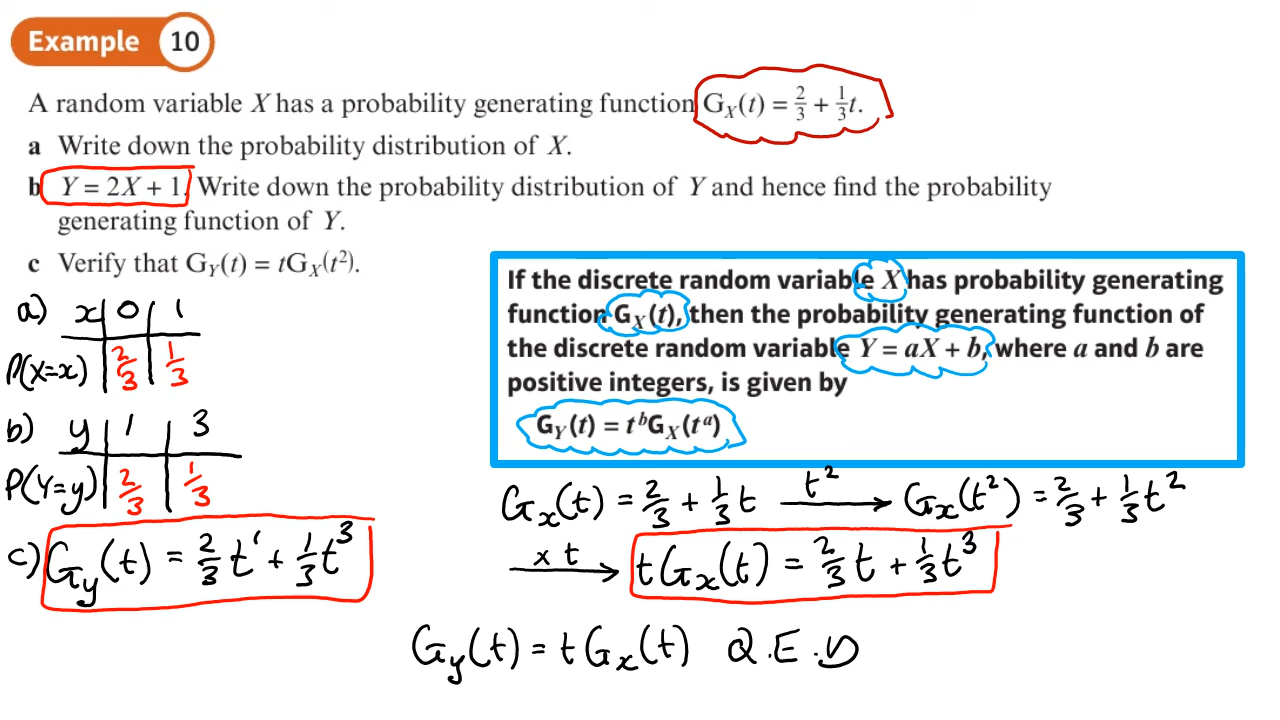 Example 10
A random variable X has a probability generating function G_X(t) = 2/3 + 1/3 t.
a Write down the probability distribution of X.
b Y = 2X + 1. Write down the probability distribution of Y and hence find the probability
generating function of Y.
c Verify that G_Y(t) = tG_X(t²).
If the discrete random variable X has probability generating
function G_X(t), then the probability generating function of
the discrete random variable Y = aX + b, where a and b are
positive integers, is given by
G_Y(t) = t^b G_X(t^a)
a) x 0 1
P(X=x) 2/3 1/3
b) y 1 3
P(Y=y) 2/3 1/3
c) G_y(t) = 2/3 t' + 1/3 t³
G_x(t) = 2/3 + 1/3 t t² → G_x(t²) = 2/3 + 1/3 t²
x t → t G_x(t) = 2/3 t + 1/3 t³
G_y(t) = t G_x(t) Q.E.D